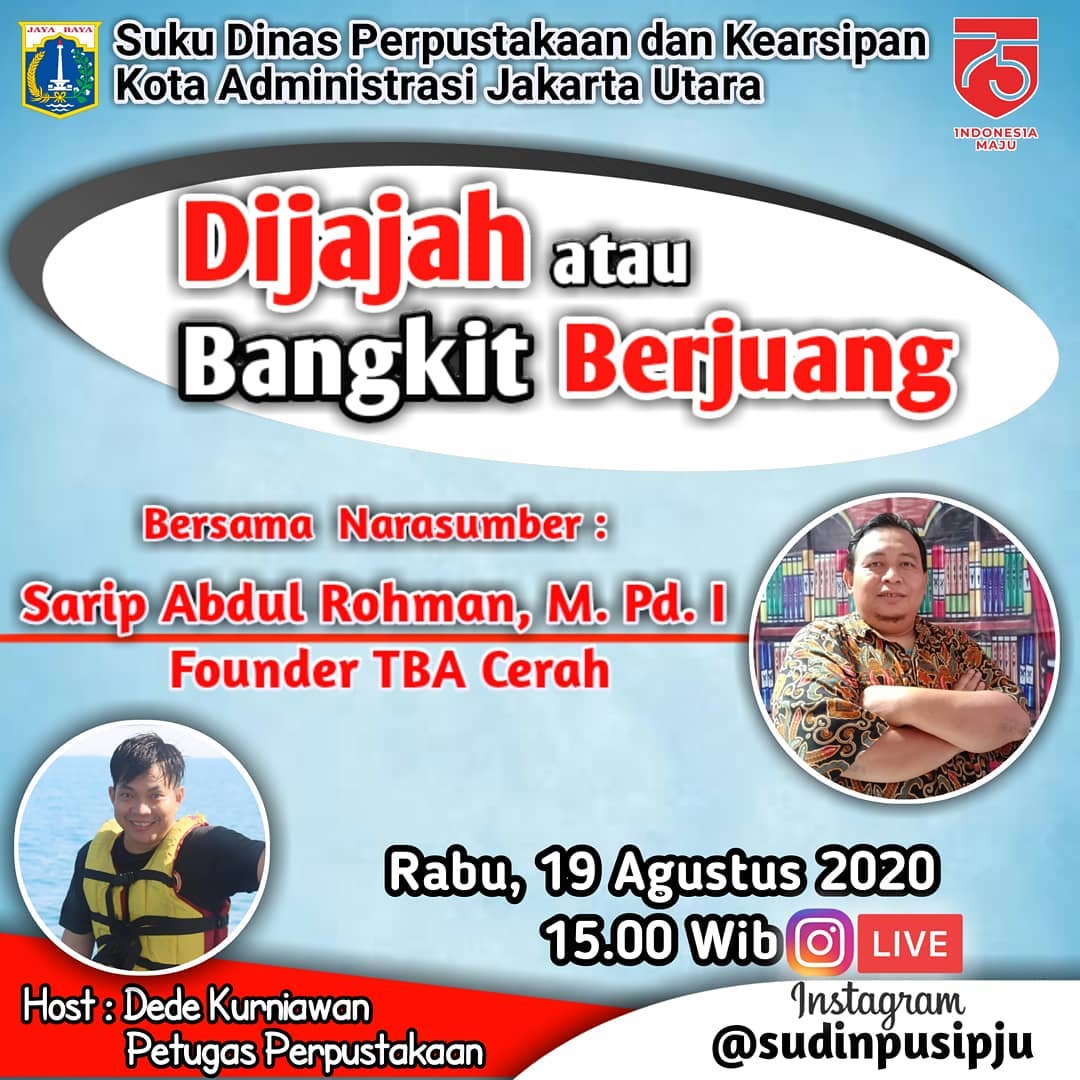 JAYA RAYA
Suku Dinas Perpustakaan dan Kearsipan
Kota Administrasi Jakarta Utara
75
INDONESIA
MAJU
Dijajah atau
Bangkit Berjuang
Bersama Narasumber :
Sarip Abdul Rohman, M. Pd. I
Founder TBA Cerah
Rabu, 19 Agustus 2020
15.00 Wib LIVE
Host : Dede Kurniawan
Petugas Perpustakaan
Instagram
@sudinpusipju